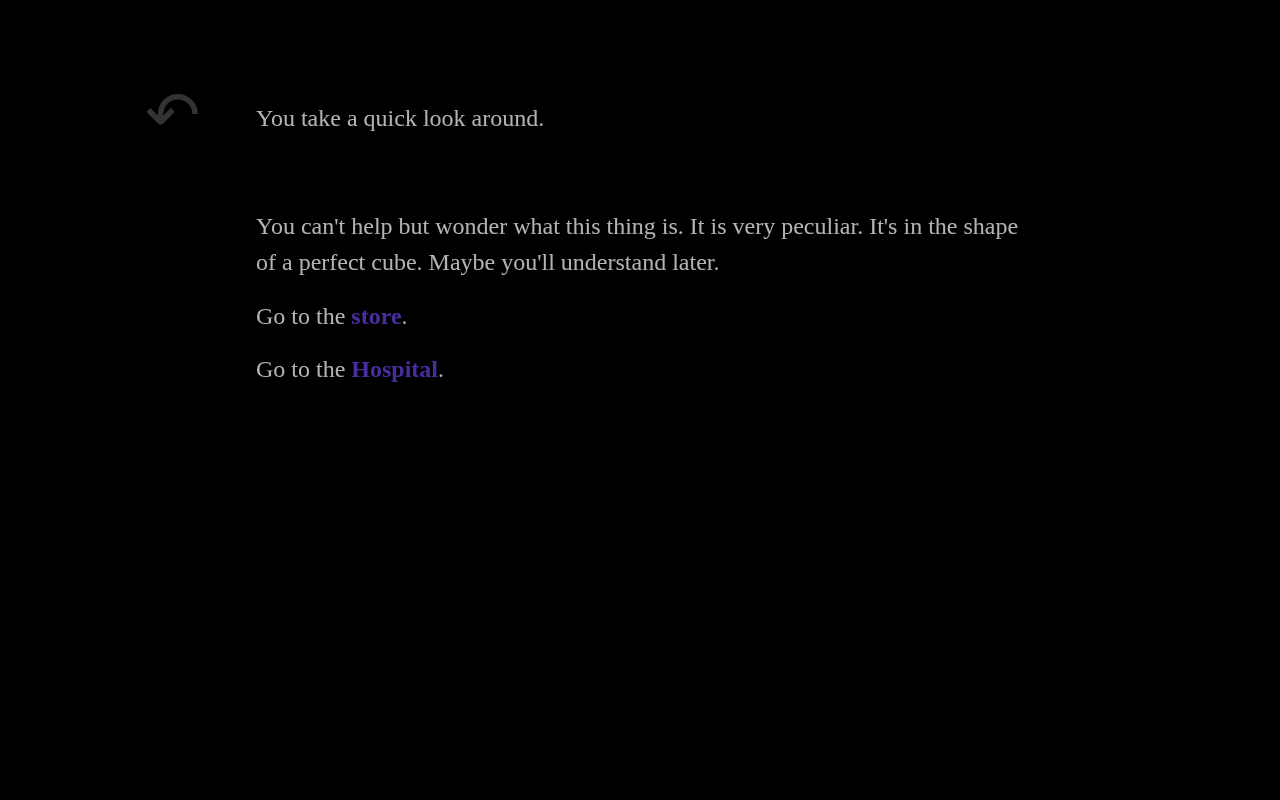 You take a quick look around.
You can't help but wonder what this thing is. It is very peculiar. It's in the shape
of a perfect cube. Maybe you'll understand later.
Go to the store.
Go to the Hospital.